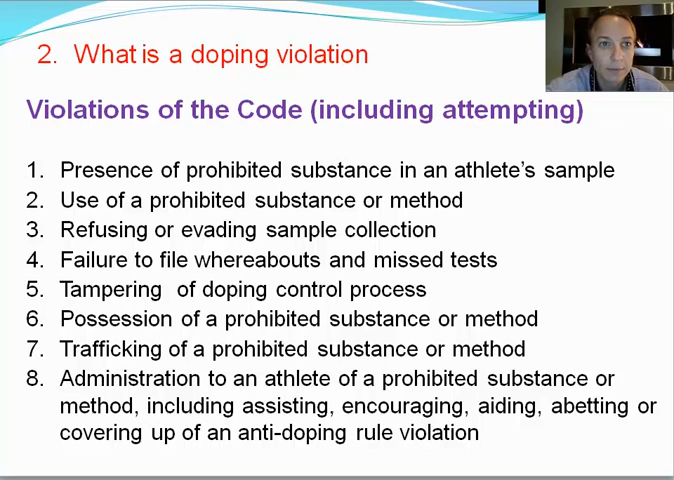 2. What is a doping violation
Violations of the Code (including attempting)
1. Presence of prohibited substance in an athlete's sample
2. Use of a prohibited substance or method
3. Refusing or evading sample collection
4. Failure to file whereabouts and missed tests
5. Tampering of doping control process
6. Possession of a prohibited substance or method
7. Trafficking of a prohibited substance or method
8. Administration to an athlete of a prohibited substance or
method, including assisting, encouraging, aiding, abetting or
covering up of an anti-doping rule violation